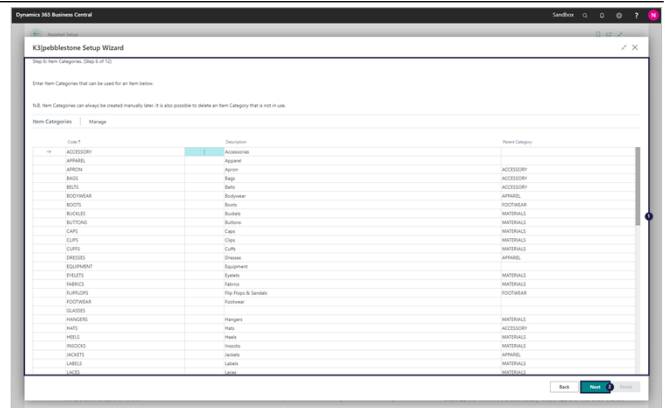 Dynamics 365 Business Central Sandbox ? N
Assisted Setup
K3|pebblestone Setup Wizard
Step 6: Item Categories. (Step 6 of 12)
Enter Item Categories that can be used for an Item below.
N.B. Item Categories can always be created manually later. It is also possible to delete an Item Category that is not in use.
Item Categories Manage
Code ↑ Description Parent Category
→ ACCESSORY Accessories
APPAREL Apparel
APRON Apron ACCESSORY
BAGS Bags ACCESSORY
BELTS Belts ACCESSORY
BODYWEAR Bodywear APPAREL
BOOTS Boots FOOTWEAR
BUCKLES Buckels MATERIALS
BUTTONS Buttons MATERIALS
CAPS Caps MATERIALS
CLIPS Clips MATERIALS
CUFFS Cuffs MATERIALS
DRESSES Dresses APPAREL
EQUIPMENT Equipment
EYELETS Eyelets MATERIALS
FABRICS Fabrics MATERIALS
FLIPFLOPS Flip Flops & Sandals FOOTWEAR
FOOTWEAR Footwear
GLASSES
HANGERS Hangers MATERIALS
HATS Hats ACCESSORY
HEELS Heels MATERIALS
INSOCKS Insocks MATERIALS
JACKETS Jackets APPAREL
LABELS Labels MATERIALS
LACES Laces MATERIALS
1
Back Next 2 Finish